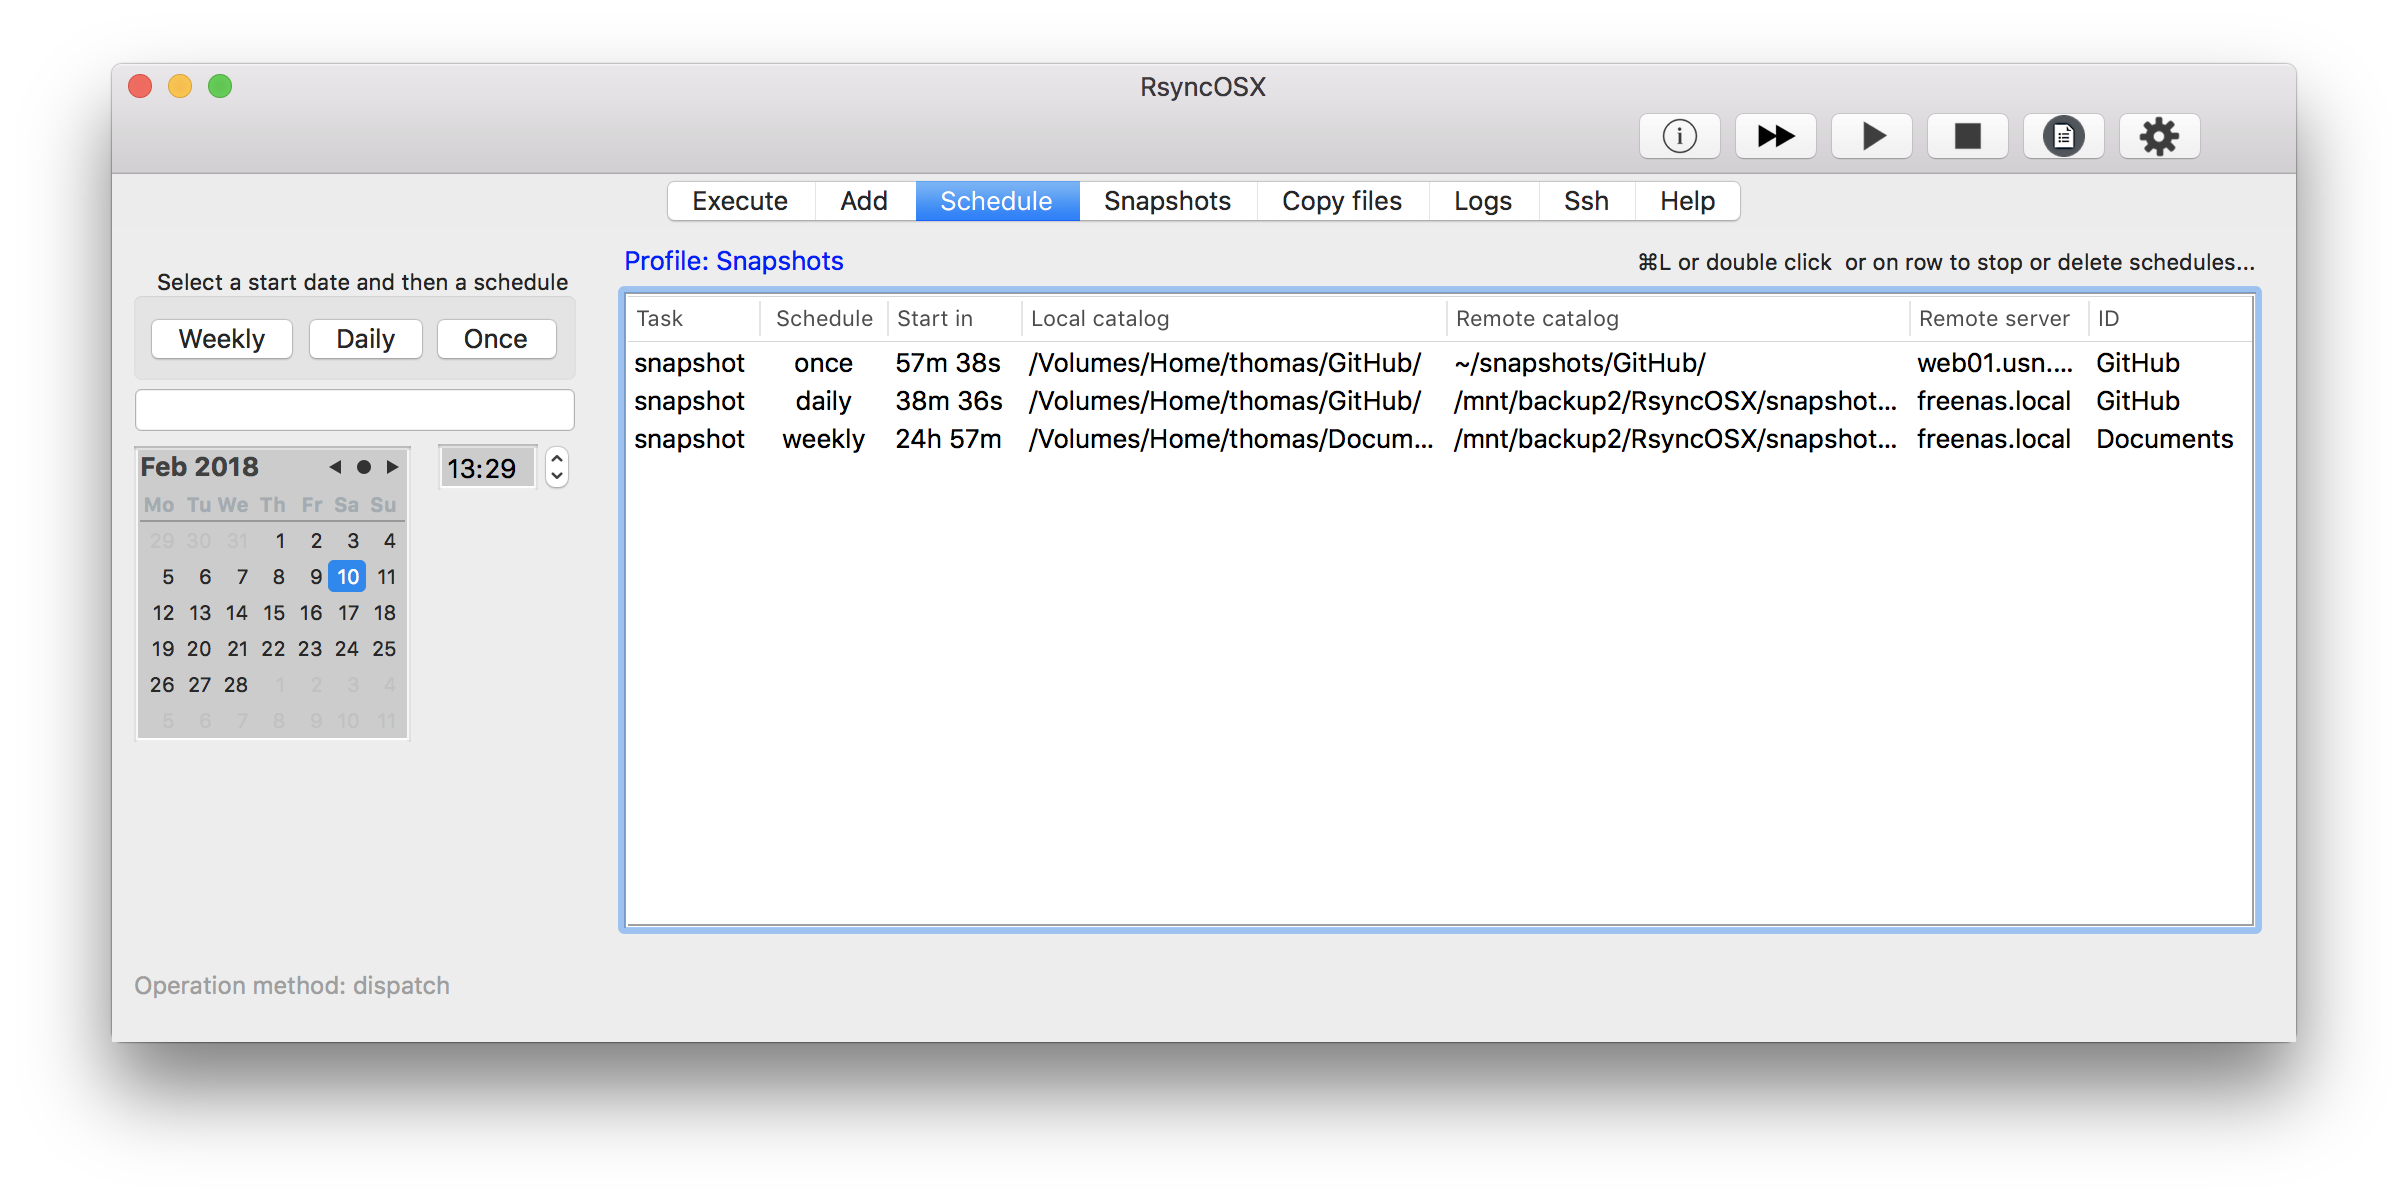 RsyncOSX
Execute Add Schedule Snapshots Copy files Logs Ssh Help
Profile: Snapshots
⌘L or double click or on row to stop or delete schedules...
Select a start date and then a schedule
Weekly Daily Once
Feb 2018
13:29
Mo Tu We Th Fr Sa Su
29 30 31 1 2 3 4
5 6 7 8 9 10 11
12 13 14 15 16 17 18
19 20 21 22 23 24 25
26 27 28 1 2 3 4
5 6 7 8 9 10 11
Task Schedule Start in Local catalog Remote catalog Remote server ID
snapshot once 57m 38s /Volumes/Home/thomas/GitHub/ ~/snapshots/GitHub/ web01.usn.... GitHub
snapshot daily 38m 36s /Volumes/Home/thomas/GitHub/ /mnt/backup2/RsyncOSX/snapshot... freenas.local GitHub
snapshot weekly 24h 57m /Volumes/Home/thomas/Docum... /mnt/backup2/RsyncOSX/snapshot... freenas.local Documents
Operation method: dispatch